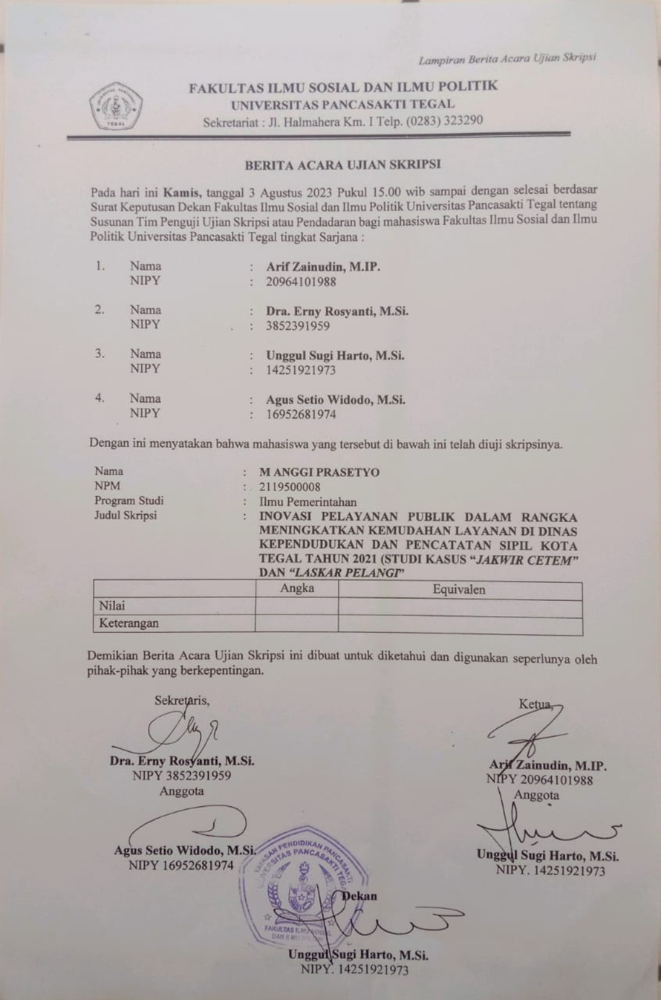 Lampiran Berita Acara Ujian Skripsi
FAKULTAS ILMU SOSIAL DAN ILMU POLITIK
UNIVERSITAS PANCASAKTI TEGAL
Sekretariat : Jl. Halmahera Km. I Telp. (0283) 323290
TEGAL
BERITA ACARA UJIAN SKRIPSI
Pada hari ini Kamis, tanggal 3 Agustus 2023 Pukul 15.00 wib sampai dengan selesai berdasar
Surat Keputusan Dekan Fakultas Ilmu Sosial dan Ilmu Politik Universitas Pancasakti Tegal tentang
Susunan Tim Penguji Ujian Skripsi atau Pendadaran bagi mahasiswa Fakultas Ilmu Sosial dan Ilmu
Politik Universitas Pancasakti Tegal tingkat Sarjana :
1. Nama : Arif Zainudin, M.IP.
NIPY : 20964101988
2. Nama : Dra. Erny Rosyanti, M.Si.
NIPY : 3852391959
3. Nama : Unggul Sugi Harto, M.Si.
NIPY : 14251921973
4. Nama : Agus Setio Widodo, M.Si.
NIPY : 16952681974
Dengan ini menyatakan bahwa mahasiswa yang tersebut di bawah ini telah diuji skripsinya.
Nama : M ANGGI PRASETYO
NPM : 2119500008
Program Studi : Ilmu Pemerintahan
Judul Skripsi : INOVASI PELAYANAN PUBLIK DALAM RANGKA
MENINGKATKAN KEMUDAHAN LAYANAN DI DINAS
KEPENDUDUKAN DAN PENCATATAN SIPIL KOTA
TEGAL TAHUN 2021 (STUDI KASUS “JAKWIR CETEM”
DAN “LASKAR PELANGI”
Angka Equivalen
Nilai
Keterangan
Demikian Berita Acara Ujian Skripsi ini dibuat untuk diketahui dan digunakan seperlunya oleh
pihak-pihak yang berkepentingan.
Sekretaris,
Dra. Erny Rosyanti, M.Si.
NIPY 3852391959
Anggota
Ketua,
Arif Zainudin, M.IP.
NIPY 20964101988
Anggota
Agus Setio Widodo, M.Si.
NIPY 16952681974
Unggul Sugi Harto, M.Si.
NIPY. 14251921973
YAYASAN PENDIDIKAN PANCASAKTI
UNIVERSITAS PANCASAKTI TEGAL
FAKULTAS ILMU SOSIAL
DAN ILMU
Dekan
Unggul Sugi Harto, M.Si.
NIPY. 14251921973